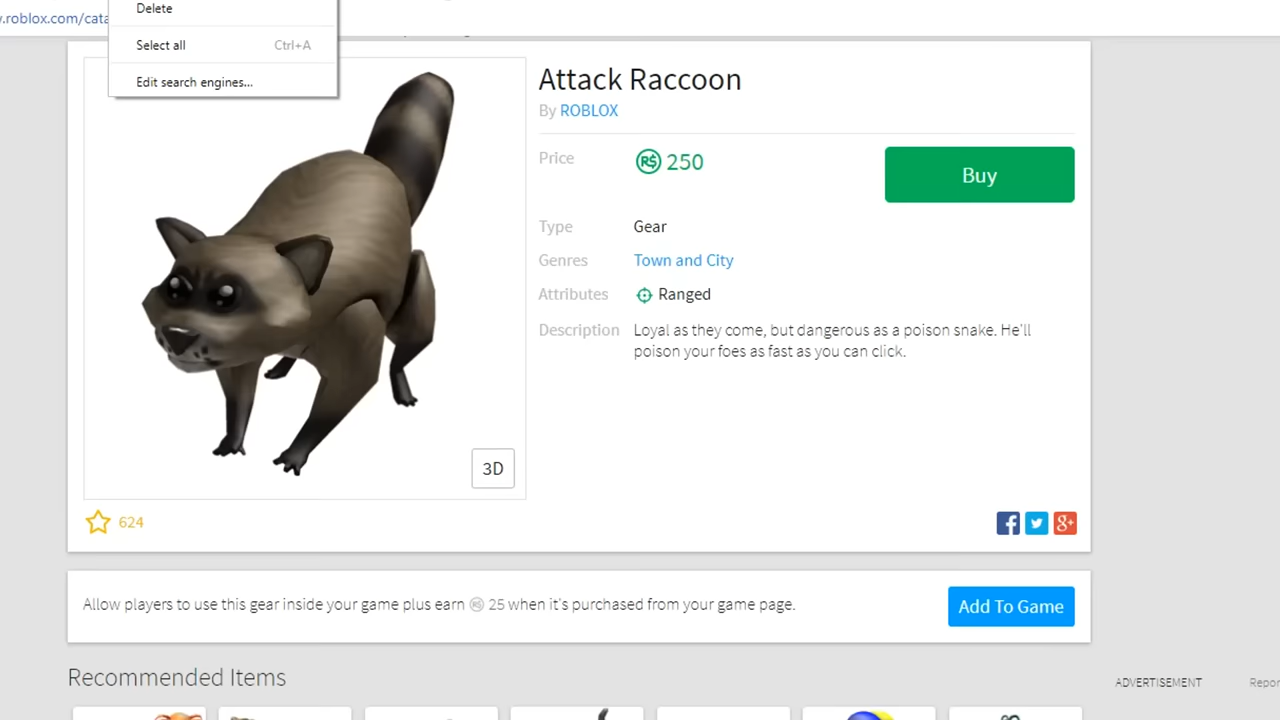 Delete
.roblox.com/cata
Select all Ctrl+A
Edit search engines...
Attack Raccoon
By ROBLOX
Price R$ 250
Buy
Type Gear
Genres Town and City
Attributes Ranged
Description Loyal as they come, but dangerous as a poison snake. He'll
poison your foes as fast as you can click.
3D
624
f
g+
Allow players to use this gear inside your game plus earn R$ 25 when it's purchased from your game page.
Add To Game
Recommended Items
ADVERTISEMENT
Repor